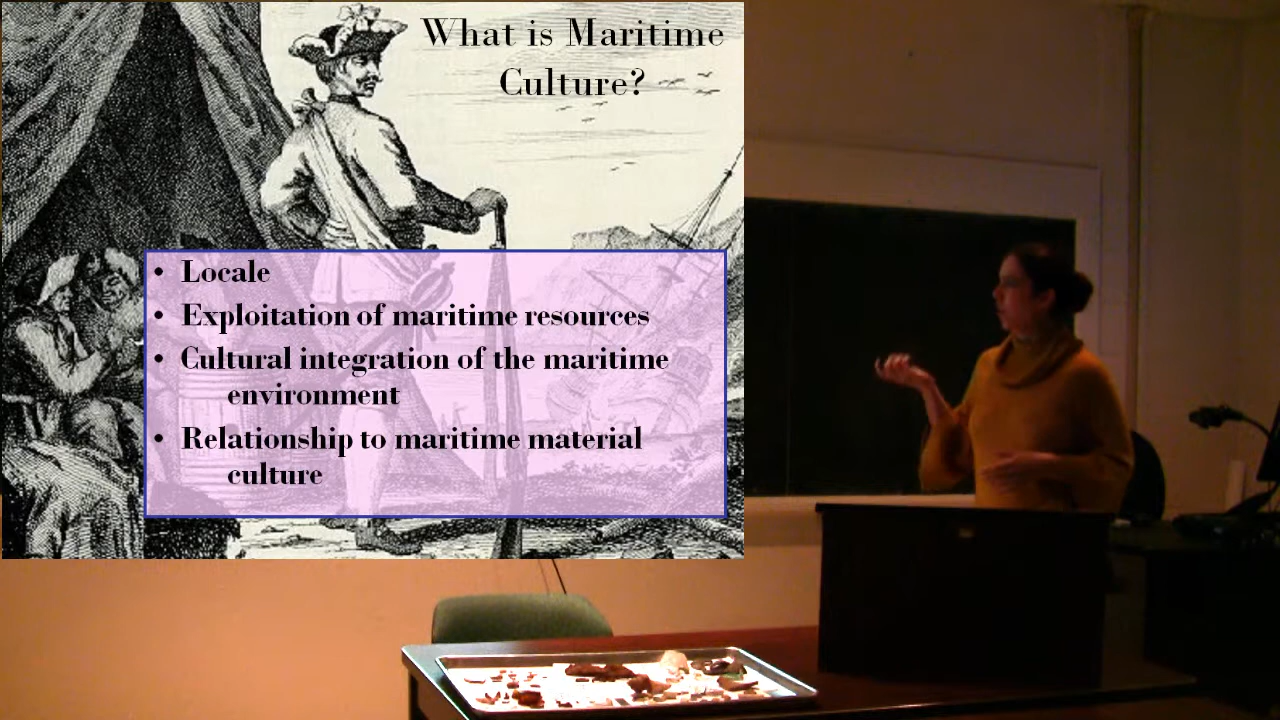 What is Maritime
Culture?
• Locale
• Exploitation of maritime resources
• Cultural integration of the maritime
environment
• Relationship to maritime material
culture